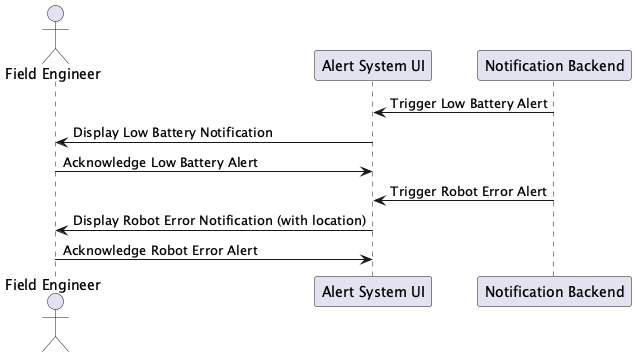 Field Engineer
Alert System UI
Notification Backend
Trigger Low Battery Alert
Display Low Battery Notification
Acknowledge Low Battery Alert
Trigger Robot Error Alert
Display Robot Error Notification (with location)
Acknowledge Robot Error Alert
Field Engineer
Alert System UI
Notification Backend